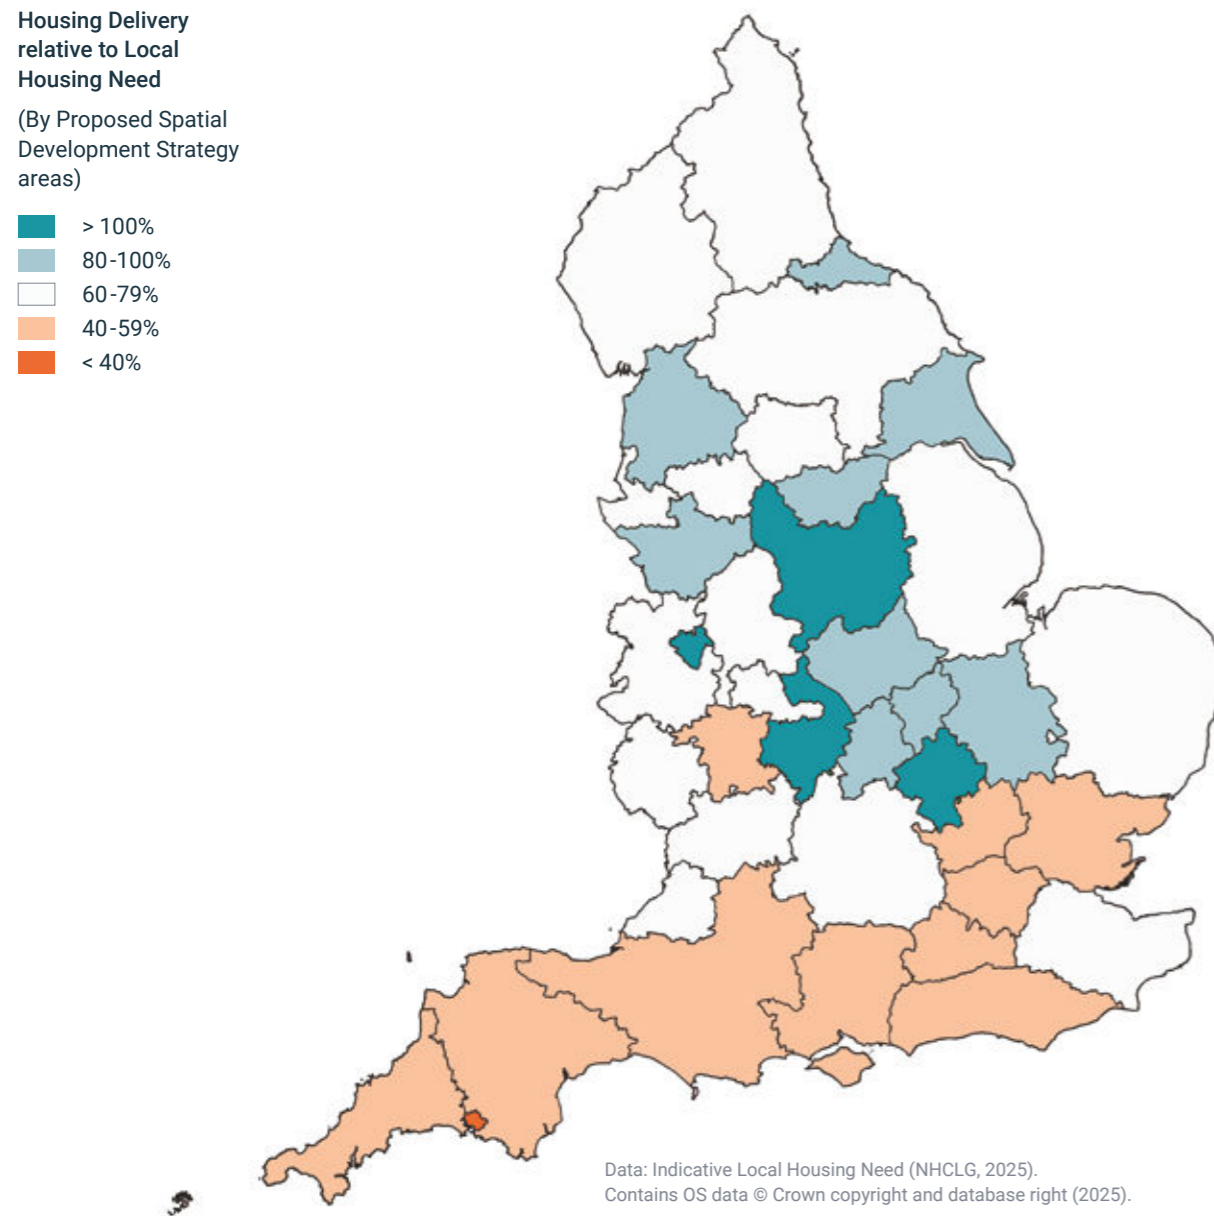 Housing Delivery
relative to Local
Housing Need
(By Proposed Spatial
Development Strategy
areas)
> 100%
80-100%
60-79%
40-59%
< 40%
Data: Indicative Local Housing Need (NHCLG, 2025).
Contains OS data © Crown copyright and database right (2025).